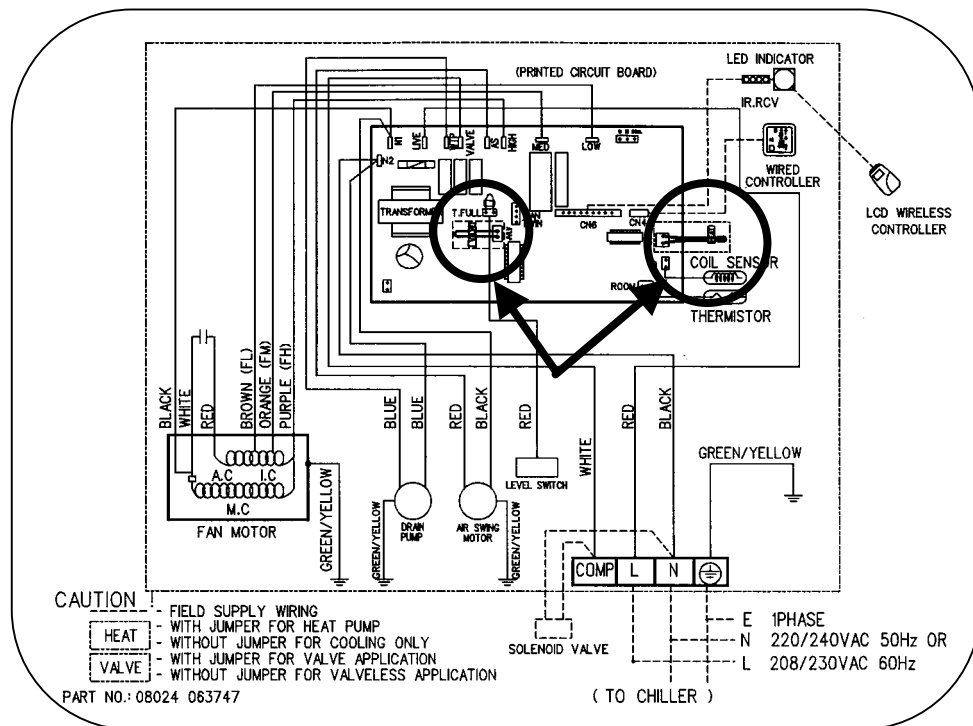 LED INDICATOR
(PRINTED CIRCUIT BOARD)
IR.RCV
N1
LIVE
VALVE
AS
HIGH
MED
LOW
N2
WIRED
CONTROLLER
TRANSFORMER
T.FULL
CN6
CN4
LCD WIRELESS
CONTROLLER
COIL SENSOR
ROOM
THERMISTOR
BLACK
WHITE
RED
BROWN (FL)
ORANGE (FM)
PURPLE (FH)
BLUE
BLUE
RED
BLACK
RED
WHITE
RED
BLACK
GREEN/YELLOW
A.C
I.C
M.C
FAN MOTOR
GREEN/YELLOW
GREEN/YELLOW
DRAIN
PUMP
AIR SWING
MOTOR
GREEN/YELLOW
LEVEL SWITCH
COMP L N
CAUTION !
- FIELD SUPPLY WIRING
HEAT - WITH JUMPER FOR HEAT PUMP
- WITHOUT JUMPER FOR COOLING ONLY
VALVE - WITH JUMPER FOR VALVE APPLICATION
- WITHOUT JUMPER FOR VALVELESS APPLICATION
PART NO.: 08024 063747
SOLENOID VALVE
E 1PHASE
N 220/240VAC 50Hz OR
L 208/230VAC 60Hz
( TO CHILLER )